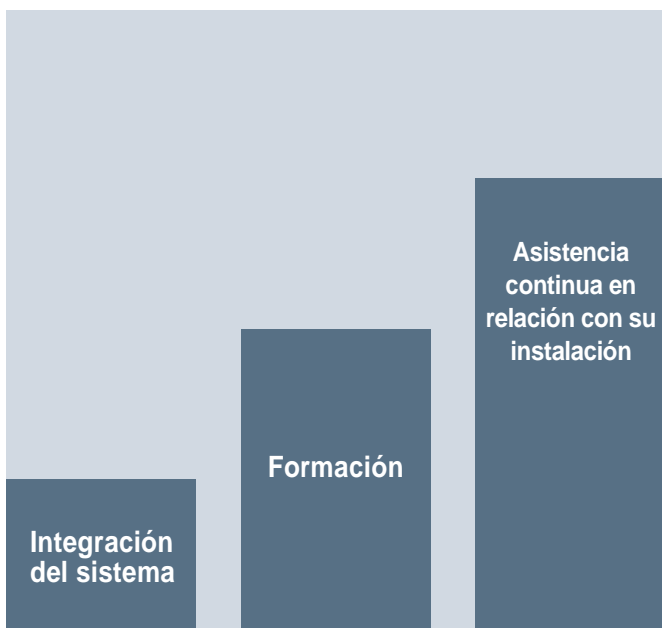 Integración
del sistema
Formación
Asistencia
continua en
relación con su
instalación